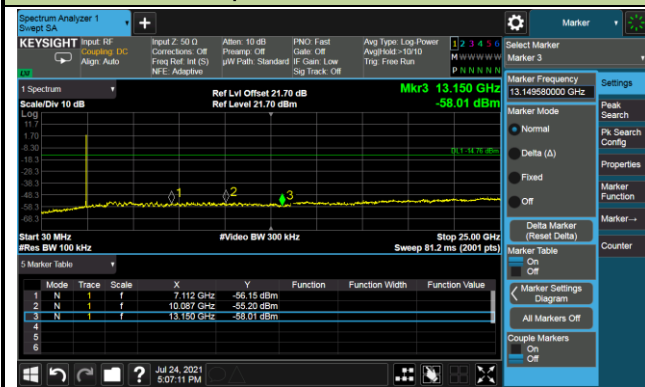 Spectrum Analyzer 1
Swept SA
+
Marker
KEYSIGHT
Input: RF
Coupling: DC
Align: Auto
Input Z: 50 Ω
Corrections: Off
Freq Ref: Int (S)
NFE: Adaptive
Atten: 10 dB
Preamp: Off
µW Path: Standard
PNO: Fast
Gate: Off
IF Gain: Low
Sig Track: Off
Avg Type: Log-Power
Avg|Hold:>10/10
Trig: Free Run
1 2 3 4 5 6
M W W W W W
P N N N N N
LXI
Select Marker
Marker 3
1 Spectrum
Scale/Div 10 dB
Log
Ref Lvl Offset 21.70 dB
Ref Level 21.70 dBm
Mkr3 13.150 GHz
-58.01 dBm
11.7
1.70
-8.30
-18.3
-28.3
-38.3
-48.3
-58.3
-68.3
DL1 -14.76 dBm
1
2
3
Start 30 MHz
#Res BW 100 kHz
#Video BW 300 kHz
Stop 25.00 GHz
Sweep 81.2 ms (2001 pts)
5 Marker Table
Mode Trace Scale X Y Function Function Width Function Value
1 N 1 f 7.112 GHz -56.15 dBm
2 N 1 f 10.087 GHz -55.20 dBm
3 N 1 f 13.150 GHz -58.01 dBm
4
5
6
Marker Frequency
13.149580000 GHz
Marker Mode
Normal
Delta (Δ)
Fixed
Off
Delta Marker
(Reset Delta)
Marker Table
On
Off
Marker Settings
Diagram
All Markers Off
Couple Markers
On
Off
Settings
Peak
Search
Pk Search
Config
Properties
Marker
Function
Marker→
Counter
?
Jul 24, 2021
5:07:11 PM